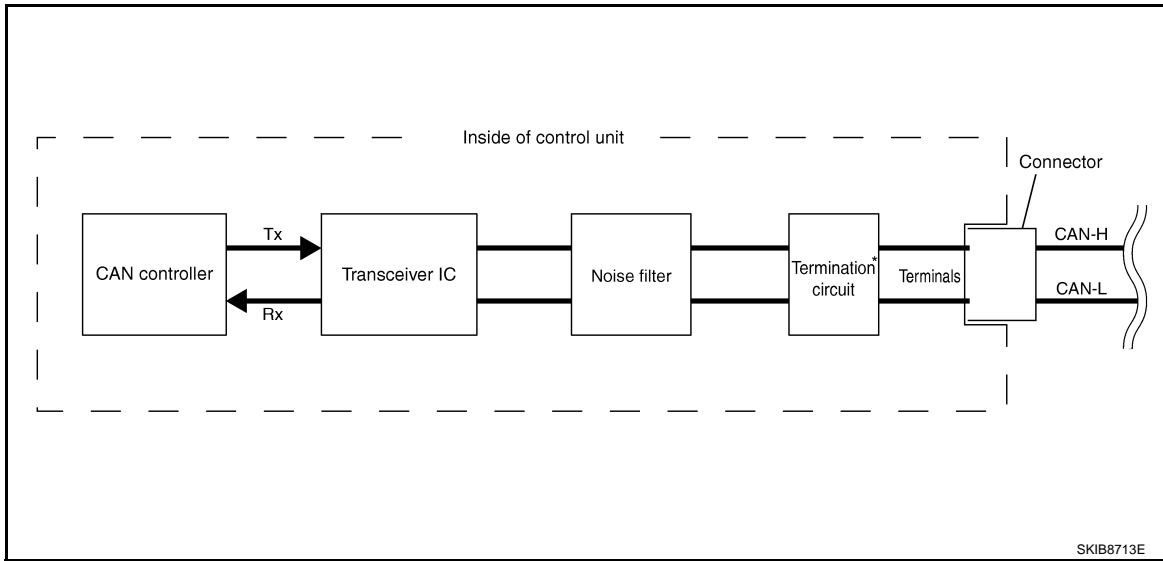 Inside of control unit
Connector
CAN controller
Tx
Rx
Transceiver IC
Noise filter
Termination*
circuit
Terminals
CAN-H
CAN-L
SKIB8713E